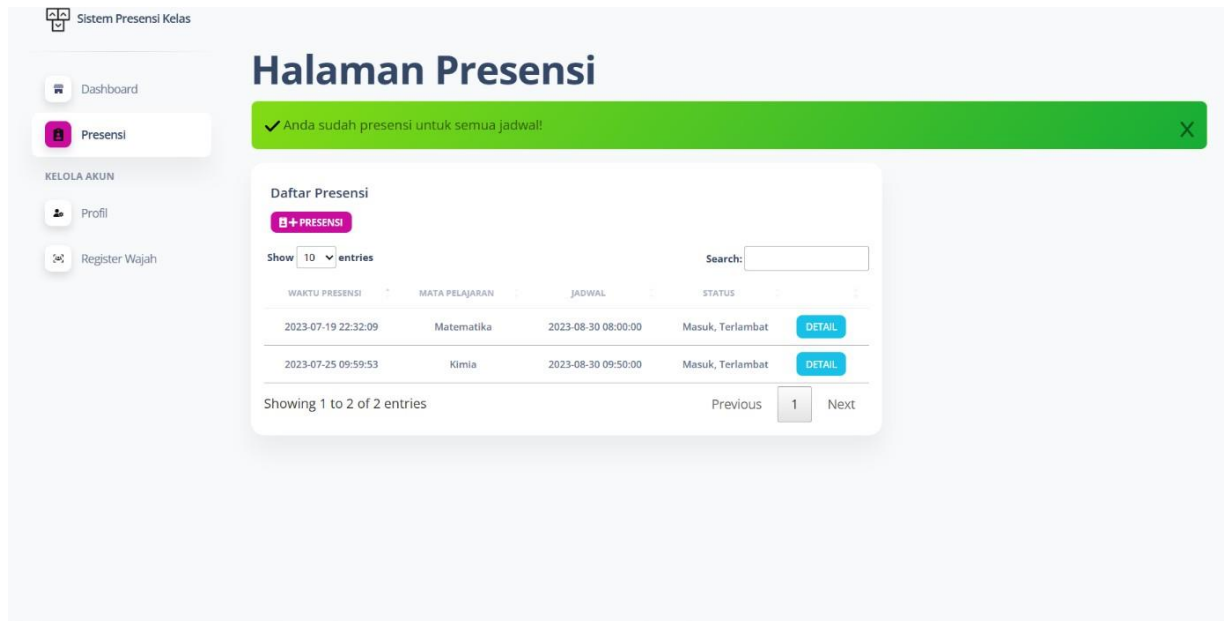 Sistem Presensi Kelas
Dashboard
Presensi
KELOLA AKUN
Profil
Register Wajah
Halaman Presensi
Anda sudah presensi untuk semua jadwal!
X
Daftar Presensi
+ PRESENSI
Show 10 entries
Search:
WAKTU PRESENSI MATA PELAJARAN JADWAL STATUS
2023-07-19 22:32:09 Matematika 2023-08-30 08:00:00 Masuk, Terlambat DETAIL
2023-07-25 09:59:53 Kimia 2023-08-30 09:50:00 Masuk, Terlambat DETAIL
Showing 1 to 2 of 2 entries
Previous 1 Next